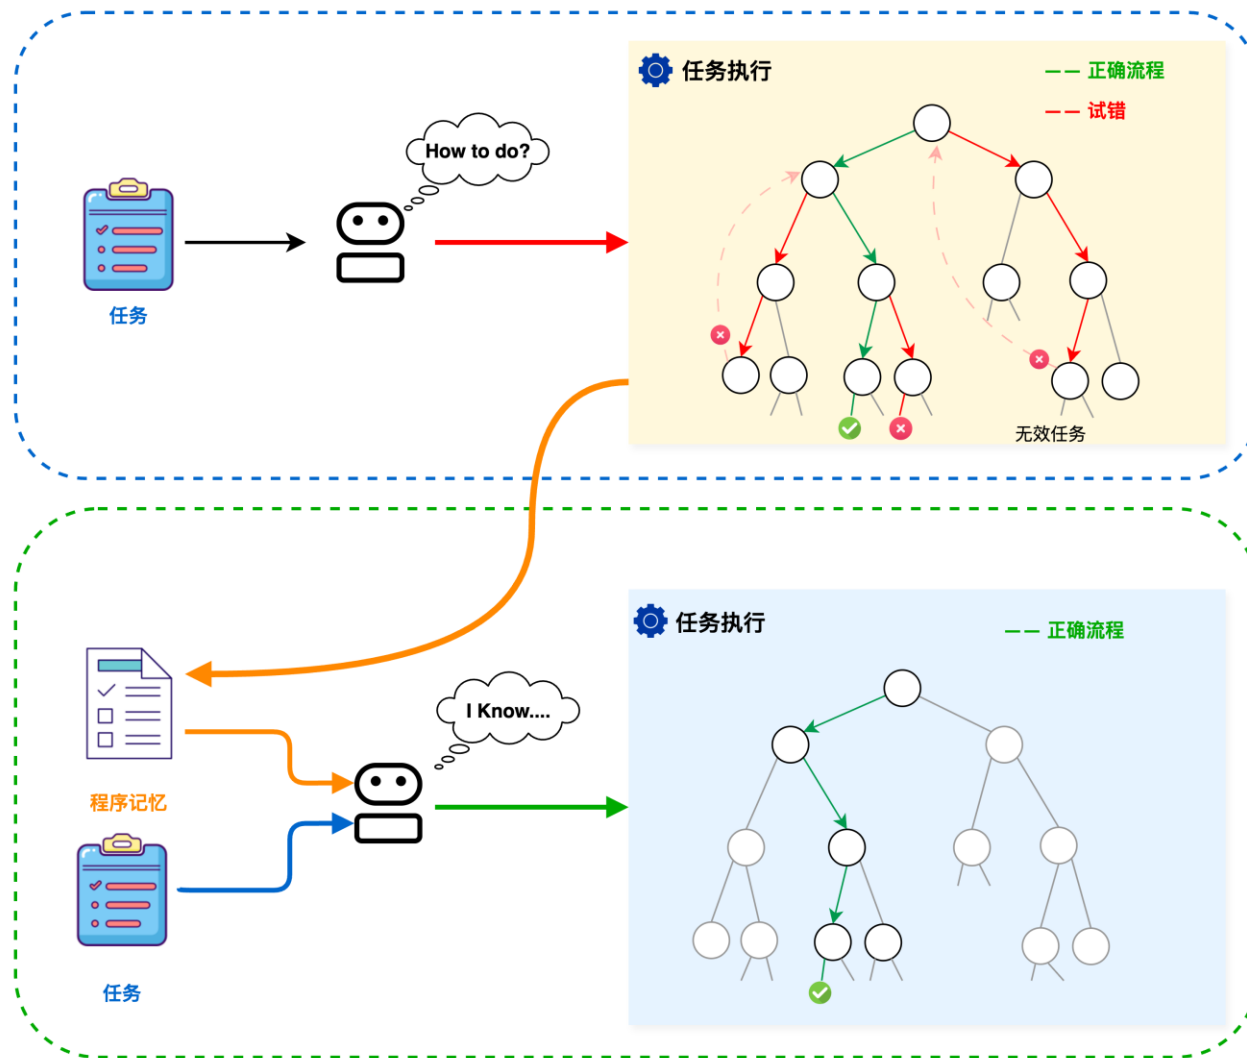 任务执行
—— 正确流程
—— 试错
How to do?
任务
无效任务
任务执行
—— 正确流程
I Know....
程序记忆
任务